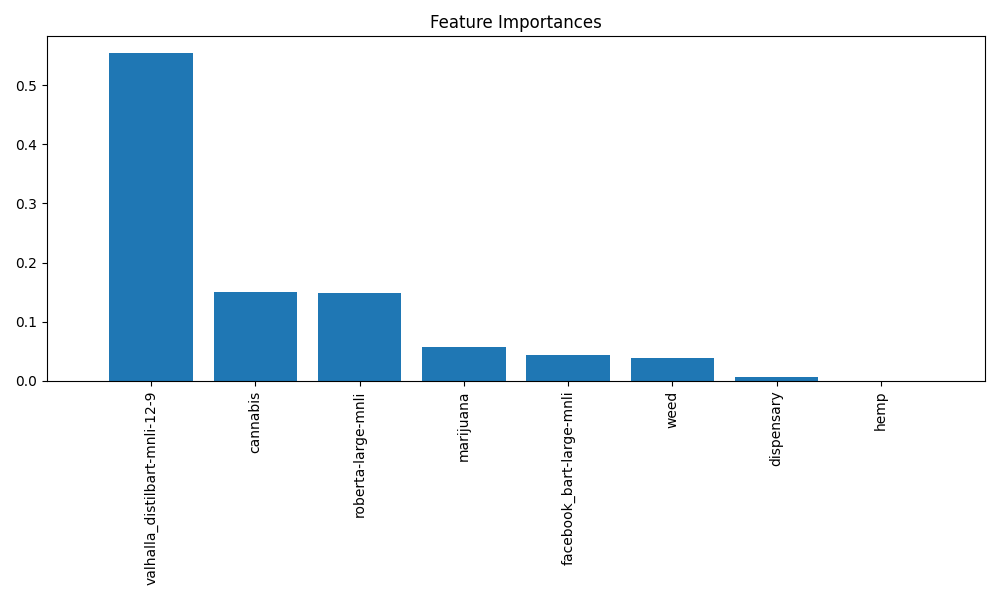 Feature Importances
0.5
0.4
0.3
0.2
0.1
0.0
valhalla_distilbart-mnli-12-9
cannabis
roberta-large-mnli
marijuana
facebook_bart-large-mnli
weed
dispensary
hemp